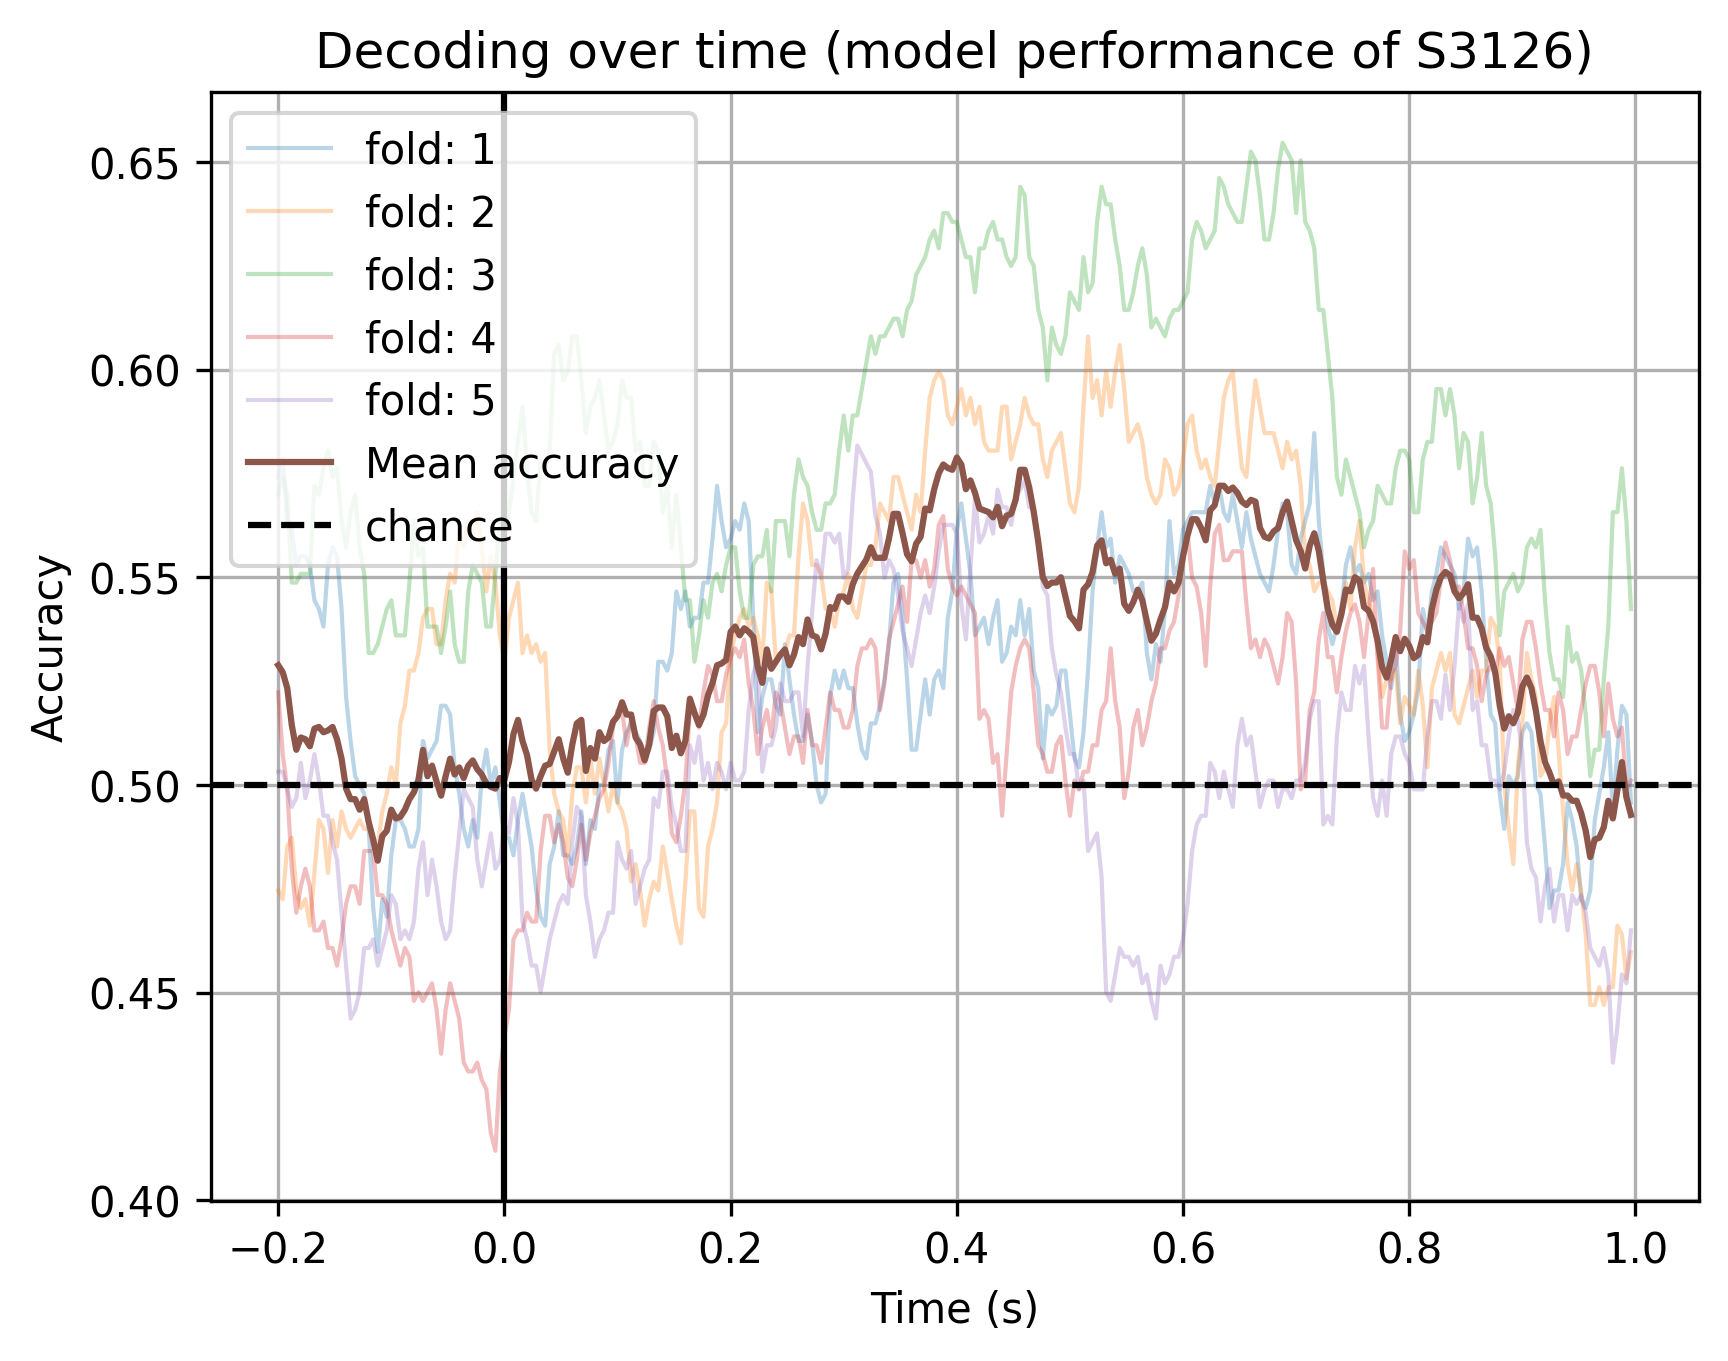 Decoding over time (model performance of S3126)
fold: 1
fold: 2
fold: 3
fold: 4
fold: 5
Mean accuracy
chance
Accuracy
0.65
0.60
0.55
0.50
0.45
0.40
−0.2 0.0 0.2 0.4 0.6 0.8 1.0
Time (s)